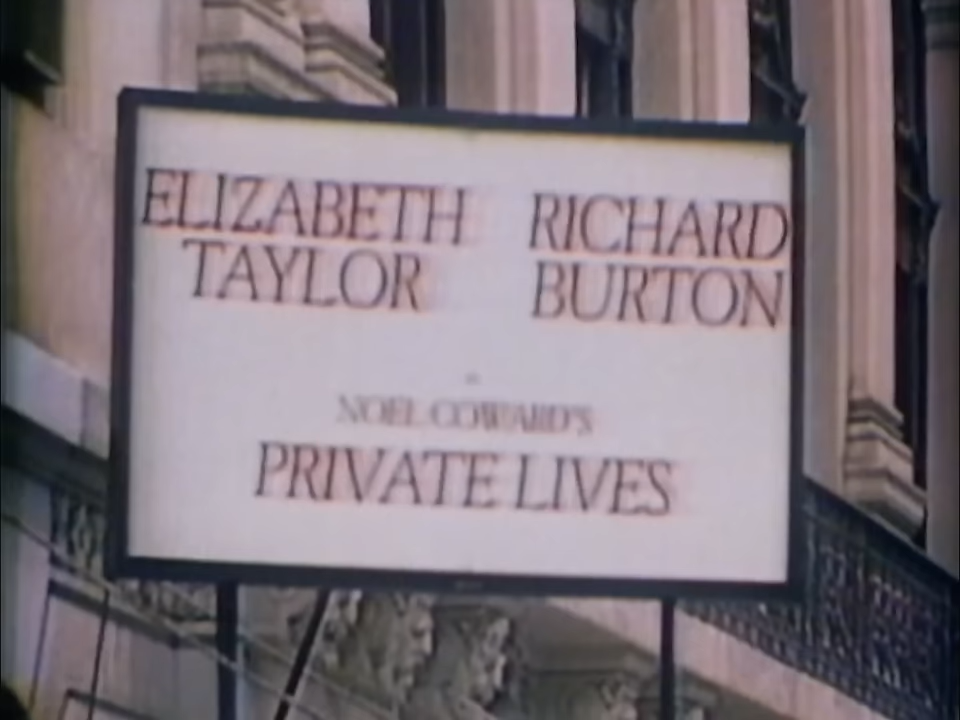 ELIZABETH RICHARD
TAYLOR BURTON
NOEL COWARD'S
PRIVATE LIVES